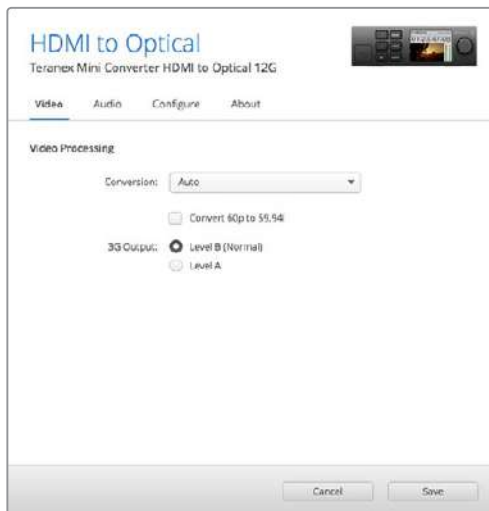 HDMI to Optical
Teranex Mini Converter HDMI to Optical 12G
Video Audio Configure About
Video Processing
Conversion: Auto
Convert 60p to 59.94i
3G Output: Level B (Normal)
Level A
Cancel Save